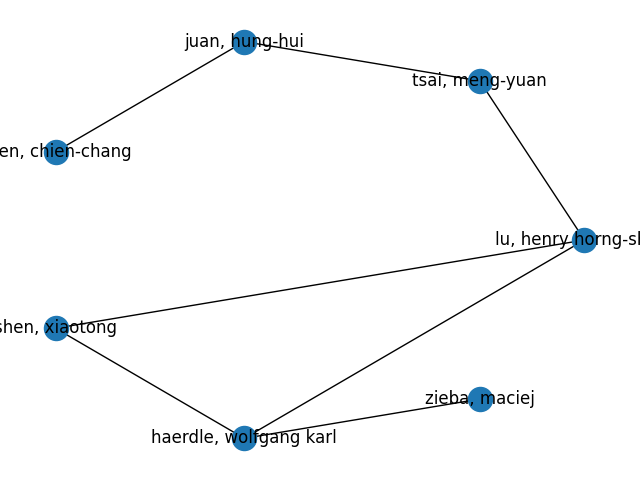 juan, hung-hui
tsai, meng-yuan
en, chien-chang
lu, henry horng-sl
shen, xiaotong
zieba, maciej
haerdle, wolfgang karl